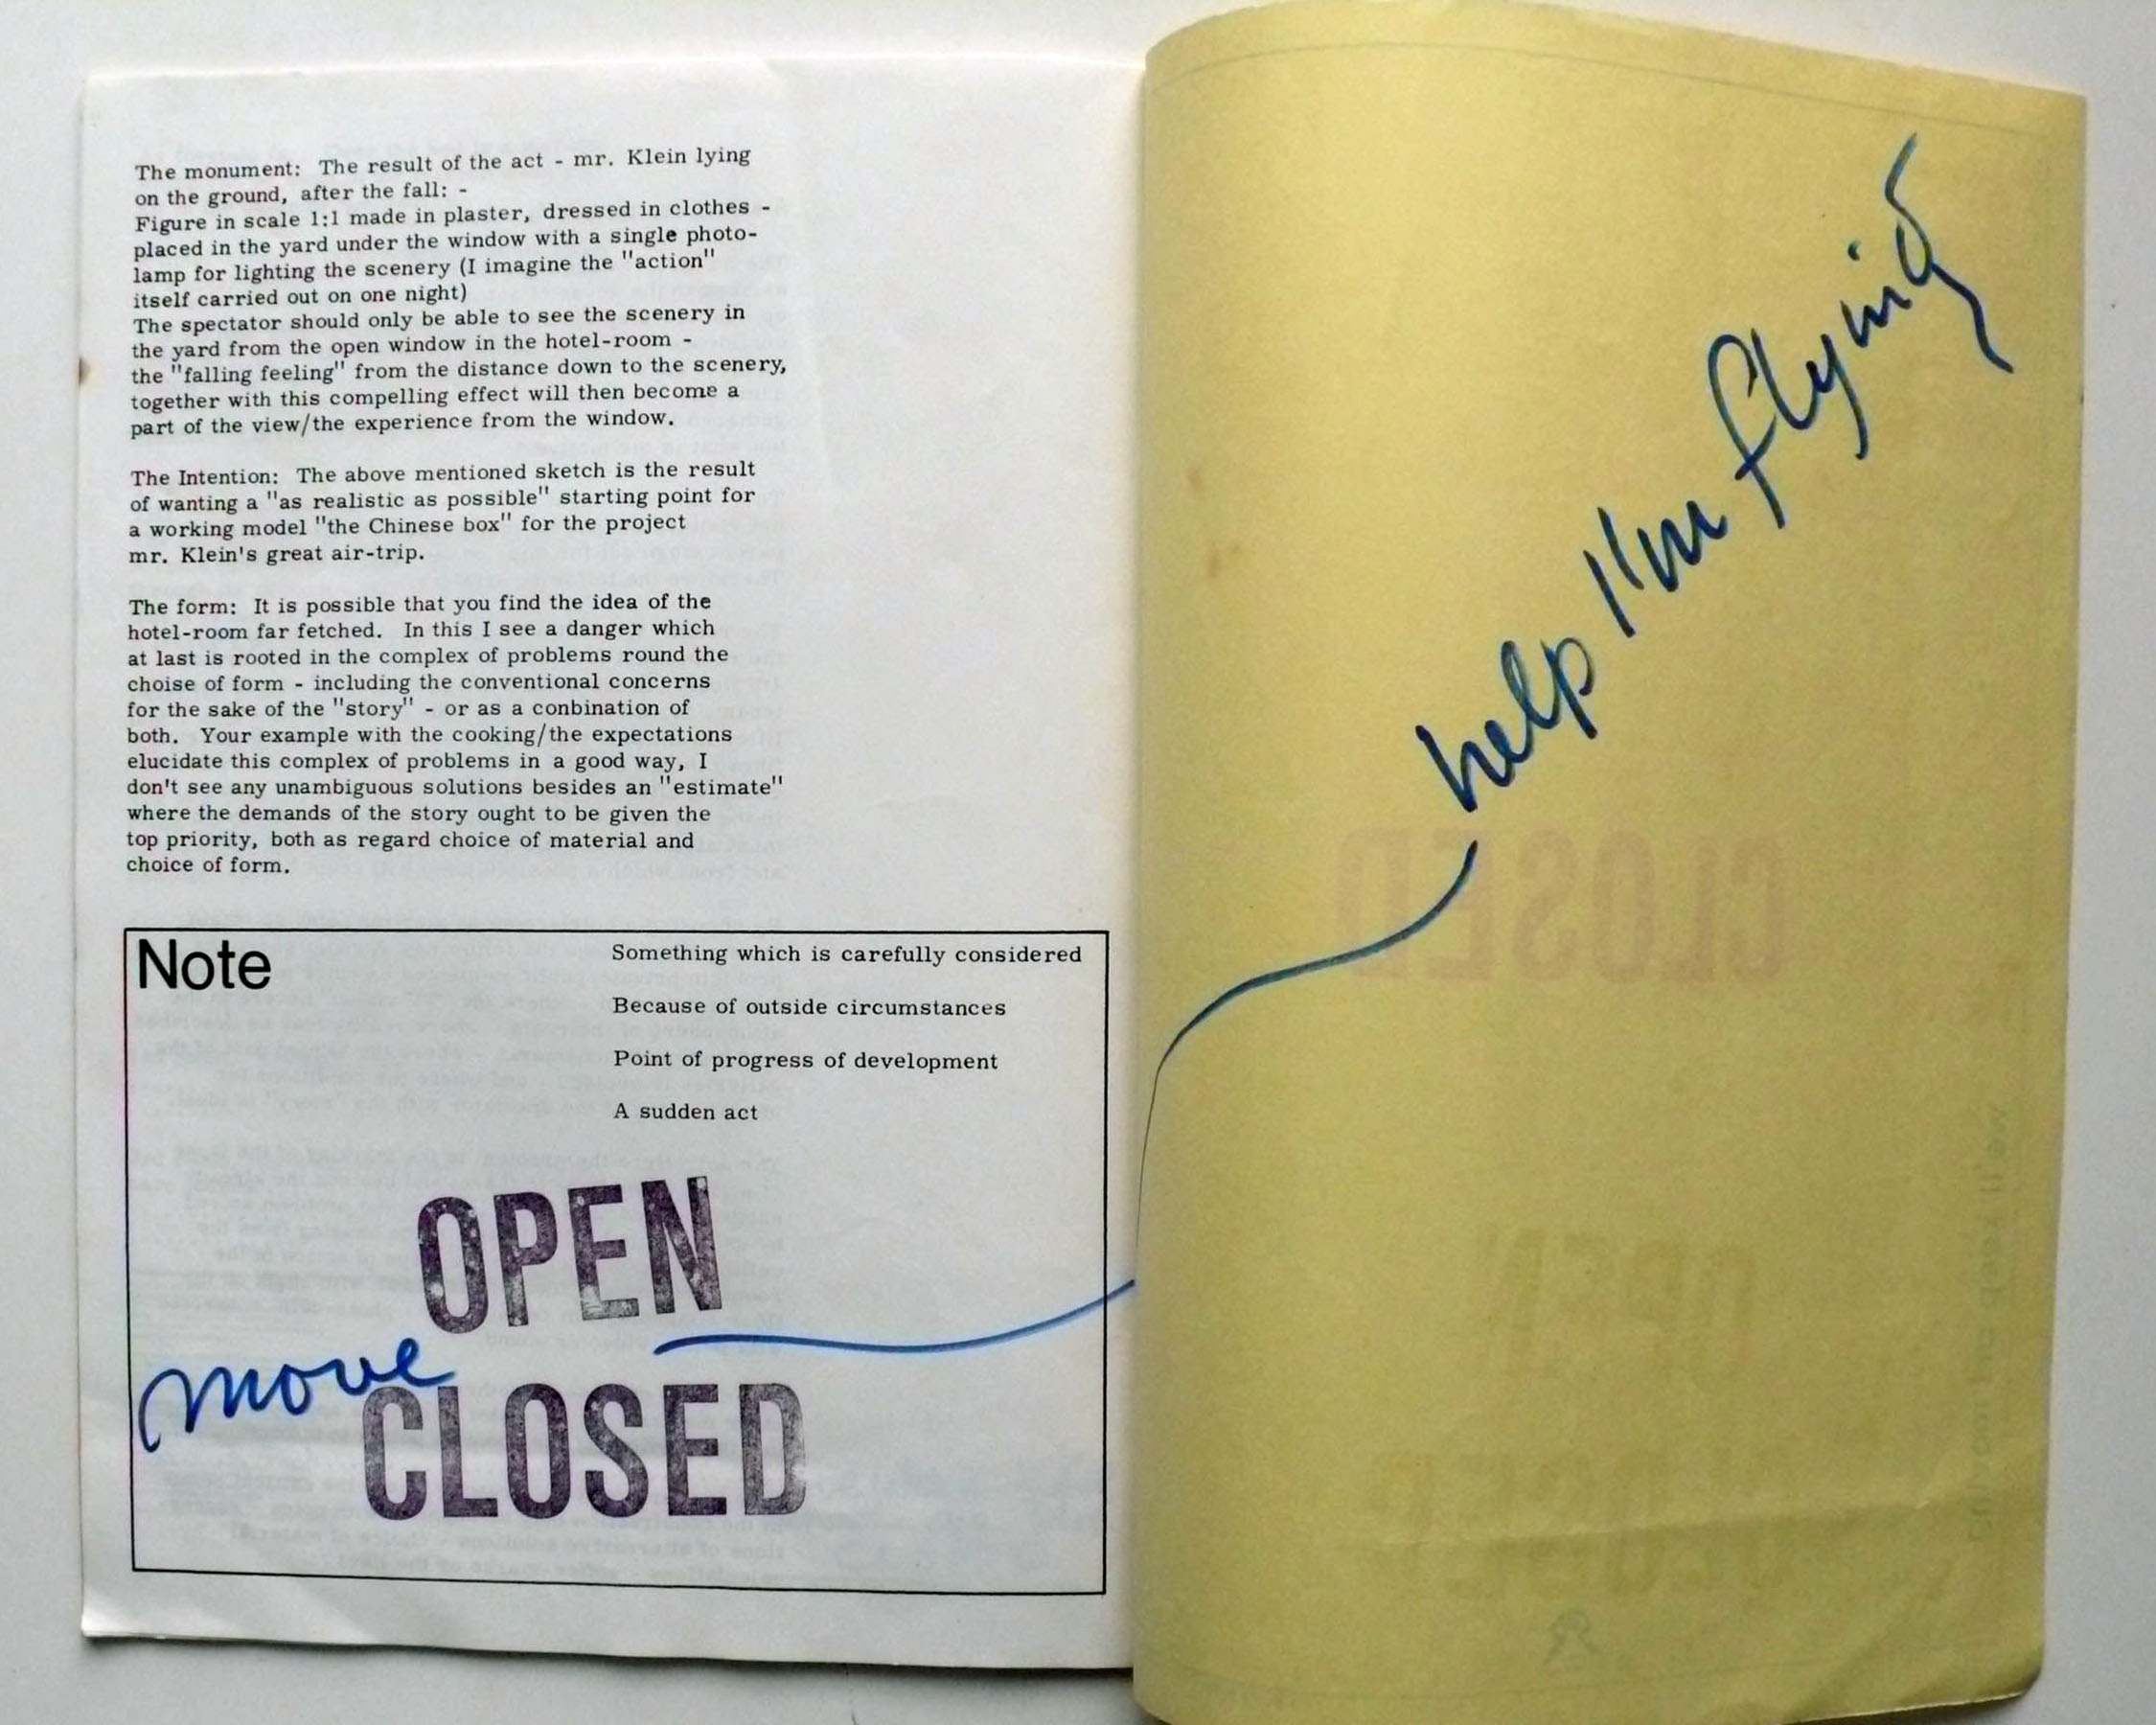 The monument:  The result of the act - mr. Klein lying
on the ground, after the fall: -
Figure in scale 1:1 made in plaster, dressed in clothes -
placed in the yard under the window with a single photo-
lamp for lighting the scenery (I imagine the "action"
itself carried out on one night)
The spectator should only be able to see the scenery in
the yard from the open window in the hotel-room -
the "falling feeling" from the distance down to the scenery,
together with this compelling effect will then become a
part of the view/the experience from the window.
The Intention:  The above mentioned sketch is the result
of wanting a "as realistic as possible" starting point for
a working model "the Chinese box" for the project
mr. Klein's great air-trip.
The form:  It is possible that you find the idea of the
hotel-room far fetched.  In this I see a danger which
at last is rooted in the complex of problems round the
choise of form - including the conventional concerns
for the sake of the "story" - or as a conbination of
both.  Your example with the cooking/the expectations
elucidate this complex of problems in a good way, I
don't see any unambiguous solutions besides an "estimate"
where the demands of the story ought to be given the
top priority, both as regard choice of material and
choice of form.
Note
Something which is carefully considered
Because of outside circumstances
Point of progress of development
A sudden act
OPEN
move
CLOSED
help I'm flying
CLOSED
OPEN